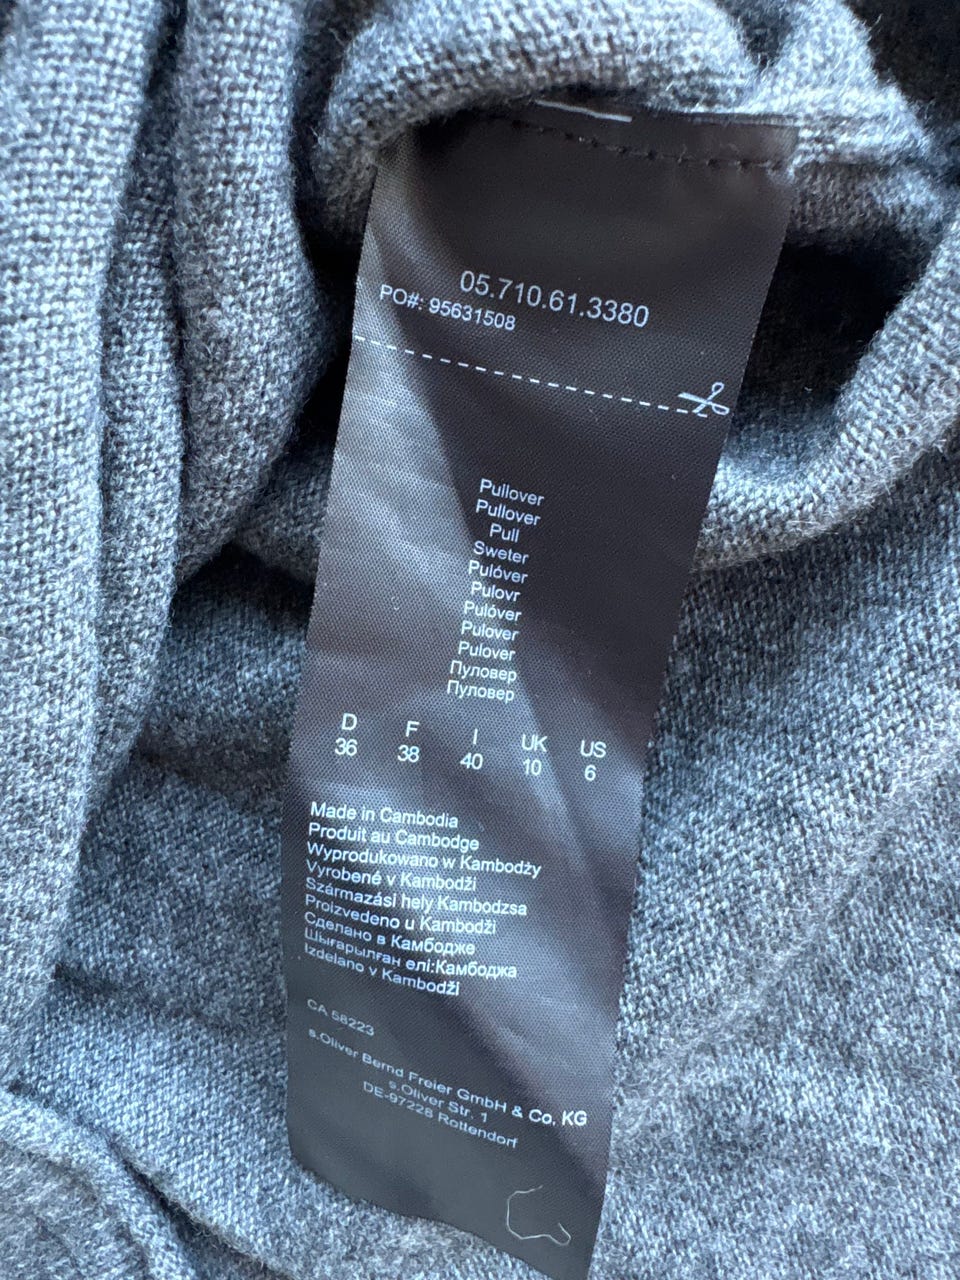 05.710.61.3380
PO#: 95631508
Pullover
Pullover
Pull
Sweter
Pulóver
Pulovr
Pulóver
Pulover
Pulover
Пуловер
Пуловер
D F I UK US
36 38 40 10 6
Made in Cambodia
Produit au Cambodge
Wyprodukowano w Kambodży
Vyrobené v Kambodži
Származási hely Kambodzsa
Proizvedeno u Kambodži
Сделано в Камбодже
Шығарылған елі:Камбоджа
Izdelano v Kambodži
CA 58223
s.Oliver Bernd Freier GmbH & Co. KG
s.Oliver Str. 1
DE-97228 Rottendorf